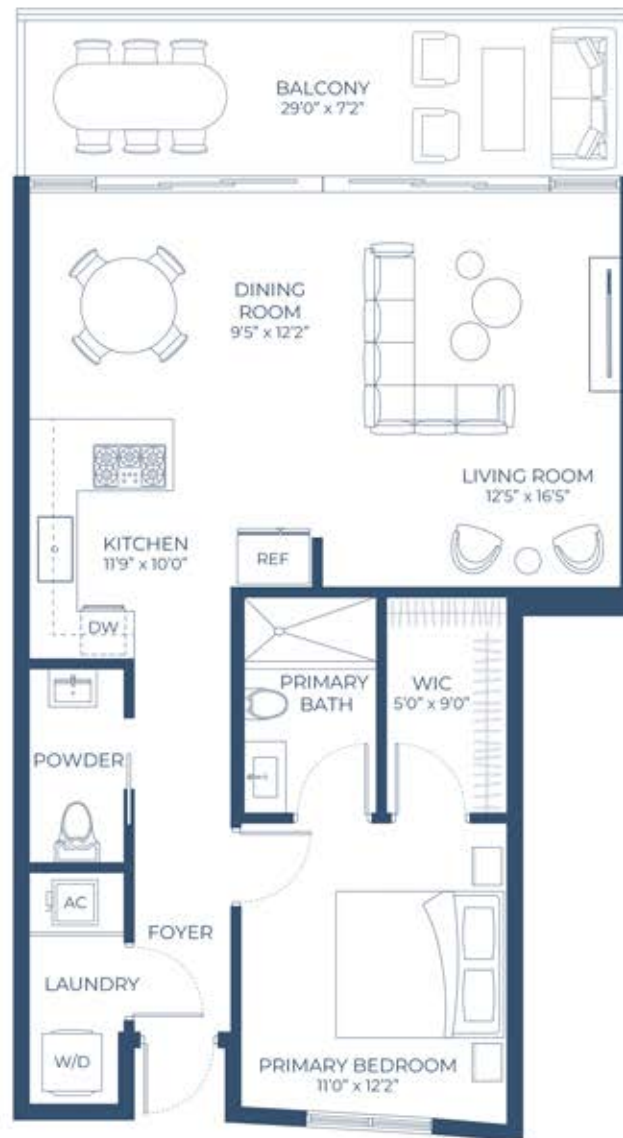 BALCONY
29'0" x 7'2"
DINING
ROOM
9'5" x 12'2"
LIVING ROOM
12'5" x 16'5"
KITCHEN
11'9" x 10'0"
REF
DW
PRIMARY
BATH
WIC
5'0" x 9'0"
POWDER
AC
FOYER
LAUNDRY
W/D
PRIMARY BEDROOM
11'0" x 12'2"